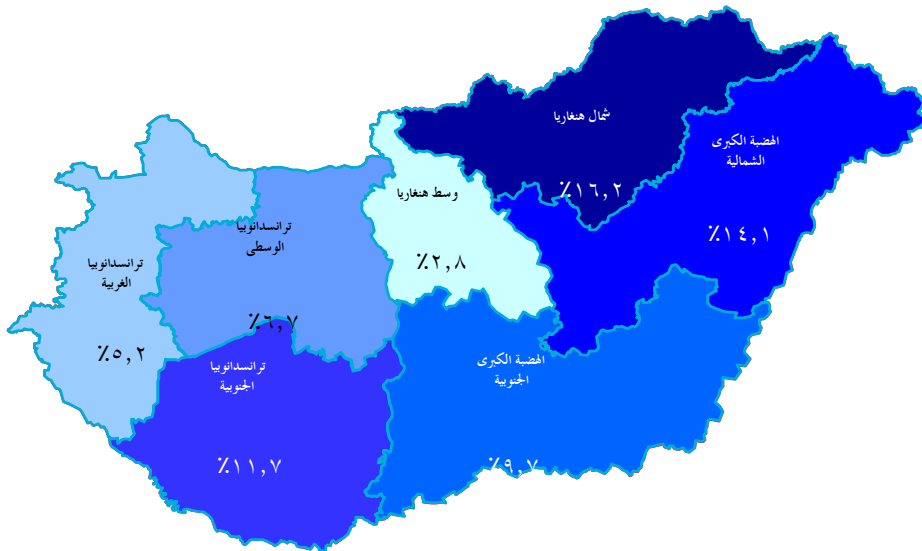 شمال هنغاريا
٪١٦,٢
الهضبة الكبرى
الشمالية
٪١٤,١
وسط هنغاريا
٪٢,٨
ترانسدانوبيا
الوسطى
٪٦,٧
ترانسدانوبيا
الغربية
٪٥,٢
ترانسدانوبيا
الجنوبية
٪١١,٧
الهضبة الكبرى
الجنوبية
٪٩,٧